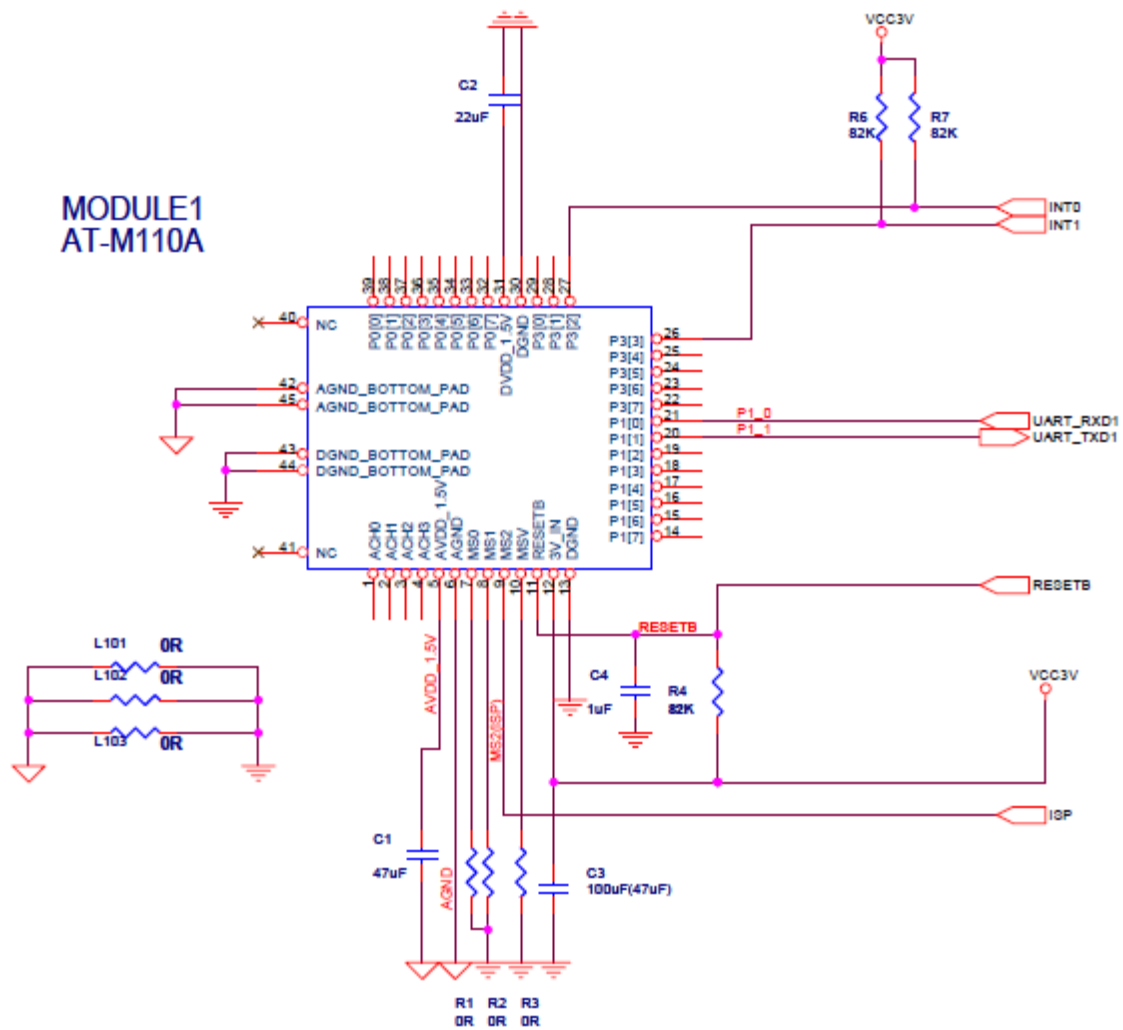 VCC3V
C2
22uF
R6
82K
R7
82K
MODULE1
AT-M110A
INT0
INT1
39
38
37
36
35
34
33
32
31
30
29
28
27
P0[0]
P0[1]
P0[2]
P0[3]
P0[4]
P0[5]
P0[6]
P0[7]
DVDD_1.5V
DGND
P3[0]
P3[1]
P3[2]
40 NC
42 AGND_BOTTOM_PAD
45 AGND_BOTTOM_PAD
43 DGND_BOTTOM_PAD
44 DGND_BOTTOM_PAD
41 NC
P3[3] 26
P3[4] 25
P3[5] 24
P3[6] 23
P3[7] 22
P1[0] 21 P1_0 UART_RXD1
P1[1] 20 P1_1 UART_TXD1
P1[2] 19
P1[3] 18
P1[4] 17
P1[5] 16
P1[6] 15
P1[7] 14
ACH0
ACH1
ACH2
ACH3
AVDD_1.5V
AGND
MS0
MS1
MS2
MSV
RESETB
3V_IN
DGND
1
2
3
4
5
6
7
8
9
10
11
12
13
RESETB
RESETB
L101 0R
L102 0R
L103 0R
AVDD_1.5V
MS2(ISP)
C4
1uF
R4
82K
VCC3V
ISP
C1
47uF
AGND
C3
100uF(47uF)
R1 R2 R3
0R 0R 0R